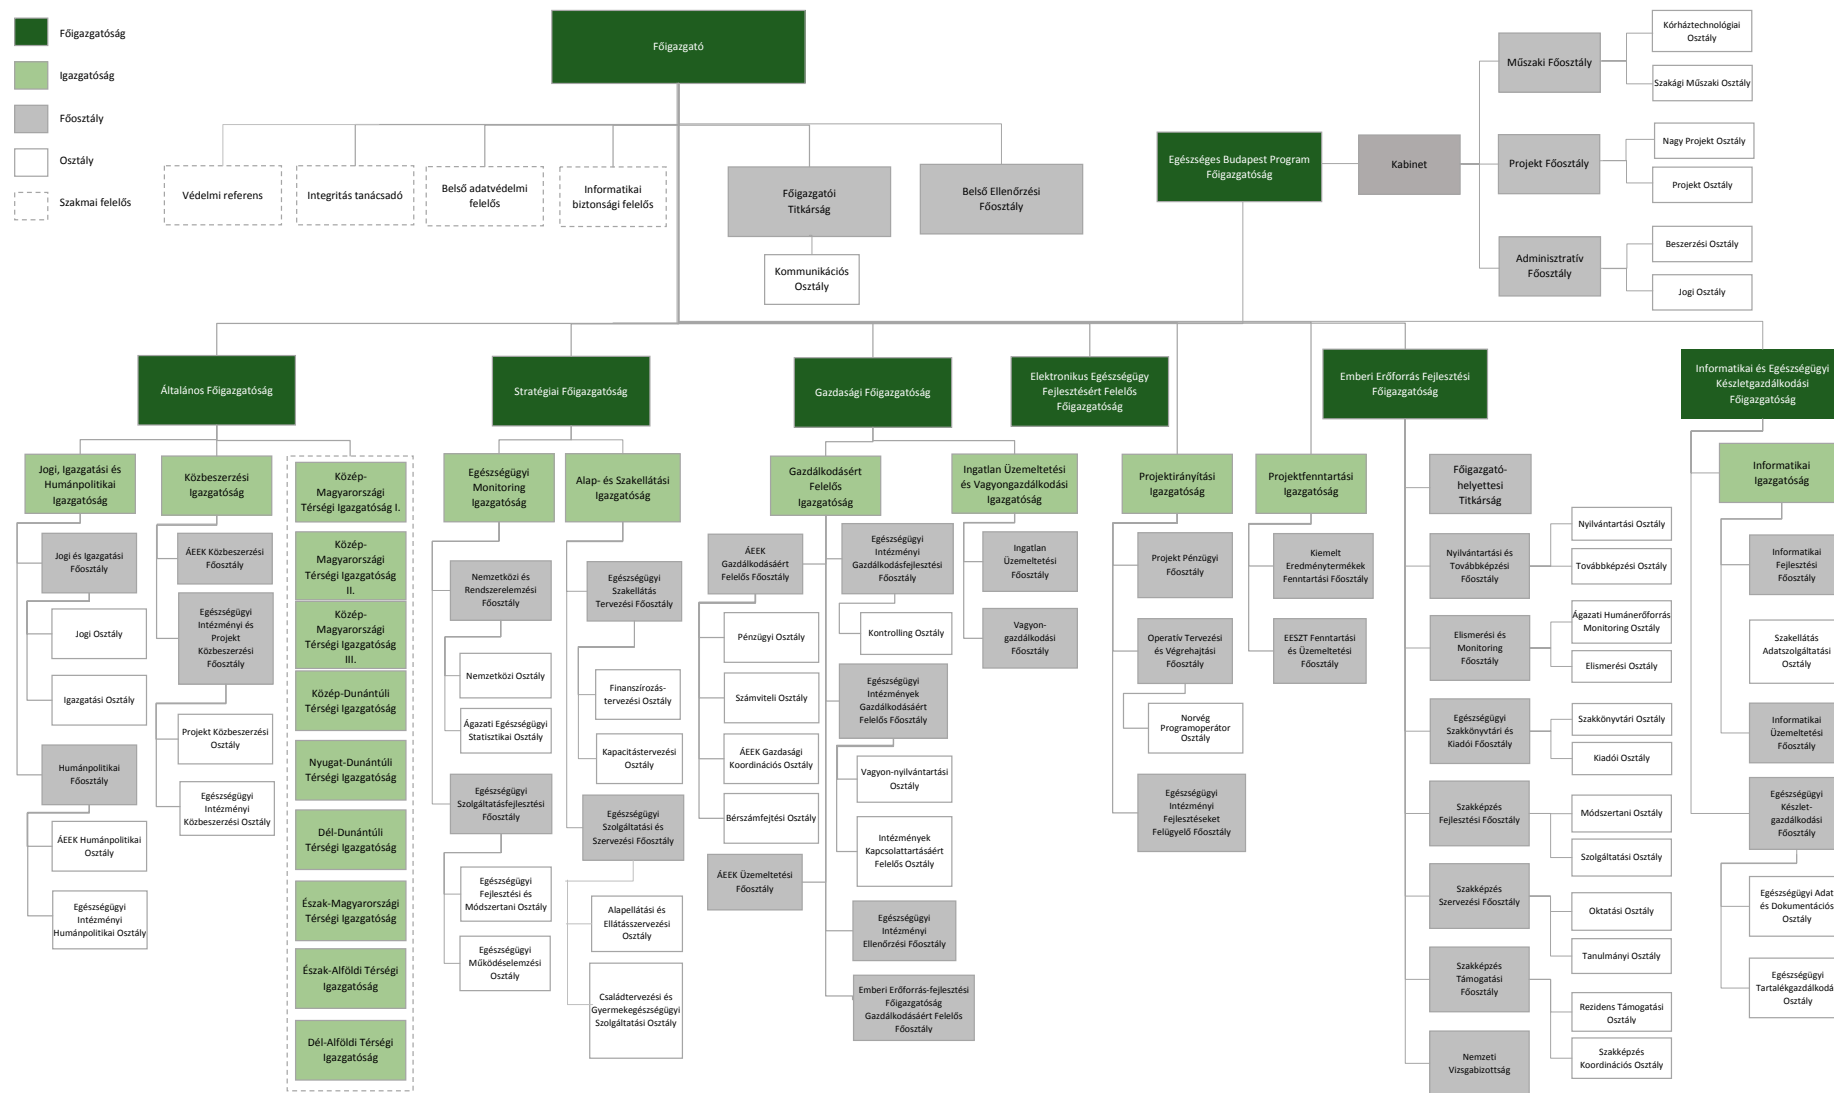 Főigazgatóság
Igazgatóság
Főosztály
Osztály
Szakmai felelős
Főigazgató
Védelmi referens
Integritás tanácsadó
Belső adatvédelmi
felelős
Informatikai
biztonsági felelős
Főigazgatói
Titkárság
Kommunikációs
Osztály
Belső Ellenőrzési
Főosztály
Egészséges Budapest Program
Főigazgatóság
Kabinet
Műszaki Főosztály
Kórháztechnológiai
Osztály
Szakági Műszaki Osztály
Projekt Főosztály
Nagy Projekt Osztály
Projekt Osztály
Adminisztratív
Főosztály
Beszerzési Osztály
Jogi Osztály
Általános Főigazgatóság
Jogi, Igazgatási és
Humánpolitikai
Igazgatóság
Jogi és Igazgatási
Főosztály
Jogi Osztály
Igazgatási Osztály
Humánpolitikai
Főosztály
ÁEEK Humánpolitikai
Osztály
Egészségügyi
Intézményi
Humánpolitikai Osztály
Közbeszerzési
Igazgatóság
ÁEEK Közbeszerzési
Főosztály
Egészségügyi
Intézményi és
Projekt
Közbeszerzési
Főosztály
Projekt Közbeszerzési
Osztály
Egészségügyi
Intézményi
Közbeszerzési Osztály
Közép-
Magyarországi
Térségi Igazgatóság I.
Közép-
Magyarországi
Térségi Igazgatóság
II.
Közép-
Magyarországi
Térségi Igazgatóság
III.
Közép-Dunántúli
Térségi Igazgatóság
Nyugat-Dunántúli
Térségi Igazgatóság
Dél-Dunántúli
Térségi Igazgatóság
Észak-Magyarországi
Térségi Igazgatóság
Észak-Alföldi Térségi
Igazgatóság
Dél-Alföldi Térségi
Igazgatóság
Stratégiai Főigazgatóság
Egészségügyi
Monitoring
Igazgatóság
Nemzetközi és
Rendszerelemzési
Főosztály
Nemzetközi Osztály
Ágazati Egészségügyi
Statisztikai Osztály
Egészségügyi
Szolgáltatásfejlesztési
Főosztály
Egészségügyi
Fejlesztési és
Módszertani Osztály
Egészségügyi
Működéselemzési
Osztály
Alap- és Szakellátási
Igazgatóság
Egészségügyi
Szakellátás
Tervezési Főosztály
Finanszírozás-
tervezési Osztály
Kapacitástervezési
Osztály
Egészségügyi
Szolgáltatási és
Szervezési Főosztály
Alapellátási és
Ellátásszervezési
Osztály
Családtervezési és
Gyermekegészségügyi
Szolgáltatási Osztály
Gazdasági Főigazgatóság
Gazdálkodásért
Felelős
Igazgatóság
ÁEEK
Gazdálkodásáért
Felelős Főosztály
Pénzügyi Osztály
Számviteli Osztály
ÁEEK Gazdasági
Koordinációs Osztály
Bérszámfejtési Osztály
ÁEEK Üzemeltetési
Főosztály
Egészségügyi
Intézményi
Gazdálkodásfejlesztési
Főosztály
Kontrolling Osztály
Egészségügyi
Intézmények
Gazdálkodásáért
Felelős Főosztály
Vagyon-nyilvántartási
Osztály
Intézmények
Kapcsolattartásáért
Felelős Osztály
Egészségügyi
Intézményi
Ellenőrzési Főosztály
Emberi Erőforrás-fejlesztési
Főigazgatóság
Gazdálkodásáért Felelős
Főosztály
Ingatlan Üzemeltetési
és Vagyongazdálkodási
Igazgatóság
Ingatlan
Üzemeltetési
Főosztály
Vagyon-
gazdálkodási
Főosztály
Elektronikus Egészségügy
Fejlesztésért Felelős
Főigazgatóság
Projektirányítási
Igazgatóság
Projekt Pénzügyi
Főosztály
Operatív Tervezési
és Végrehajtási
Főosztály
Norvég
Programoperátor
Osztály
Egészségügyi
Intézményi
Fejlesztéseket
Felügyelő Főosztály
Projektfenntartási
Igazgatóság
Kiemelt
Eredménytermékek
Fenntartási Főosztály
EESZT Fenntartási
és Üzemeltetési
Főosztály
Emberi Erőforrás Fejlesztési
Főigazgatóság
Főigazgató-
helyettesi
Titkárság
Nyilvántartási és
Továbbképzési
Főosztály
Nyilvántartási Osztály
Továbbképzési Osztály
Elismerési és
Monitoring
Főosztály
Ágazati Humánerőforrás
Monitoring Osztály
Elismerési Osztály
Egészségügyi
Szakkönyvtári és
Kiadói Főosztály
Szakkönyvtári Osztály
Kiadói Osztály
Szakképzés
Fejlesztési Főosztály
Módszertani Osztály
Szolgáltatási Osztály
Szakképzés
Szervezési Főosztály
Oktatási Osztály
Tanulmányi Osztály
Szakképzés
Támogatási
Főosztály
Rezidens Támogatási
Osztály
Szakképzés
Koordinációs Osztály
Nemzeti
Vizsgabizottság
Informatikai és Egészségügyi
Készletgazdálkodási
Főigazgatóság
Informatikai
Igazgatóság
Informatikai
Fejlesztési
Főosztály
Szakellátás
Adatszolgáltatási
Osztály
Informatikai
Üzemeltetési
Főosztály
Egészségügyi
Készlet-
gazdálkodási
Főosztály
Egészségügyi Adat
és Dokumentációs
Osztály
Egészségügyi
Tartalékgazdálkodá
Osztály